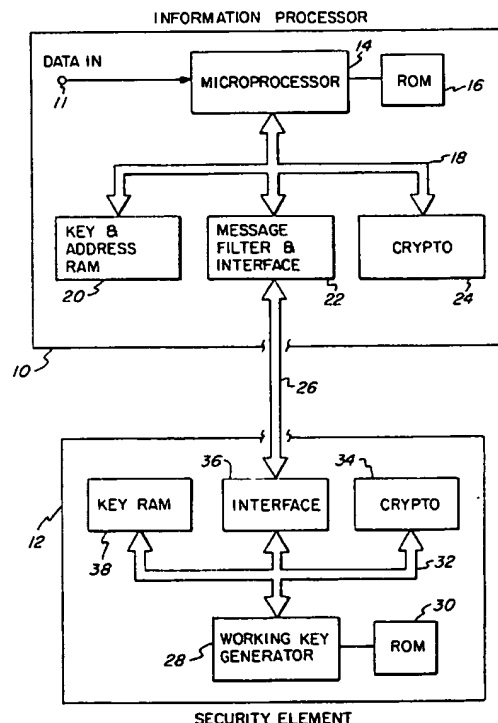 INFORMATION PROCESSOR
14
DATA IN
11
MICROPROCESSOR
ROM
16
18
KEY &
ADDRESS
RAM
20
MESSAGE
FILTER &
INTERFACE
22
CRYPTO
24
10
26
36
34
12
KEY RAM
38
INTERFACE
CRYPTO
32
30
28
WORKING KEY
GENERATOR
ROM
SECURITY ELEMENT